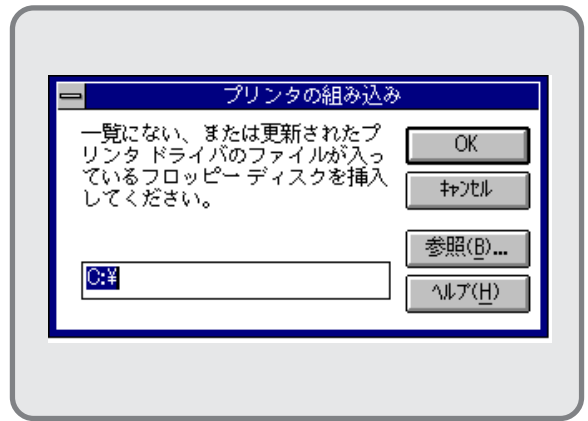 プリンタの組み込み
一覧にない、または更新されたプ
リンタ ドライバのファイルが入っ
ているフロッピー ディスクを挿入
してください。
C:¥
OK
ｷｬﾝｾﾙ
参照(B)...
ﾍﾙﾌﾟ(H)